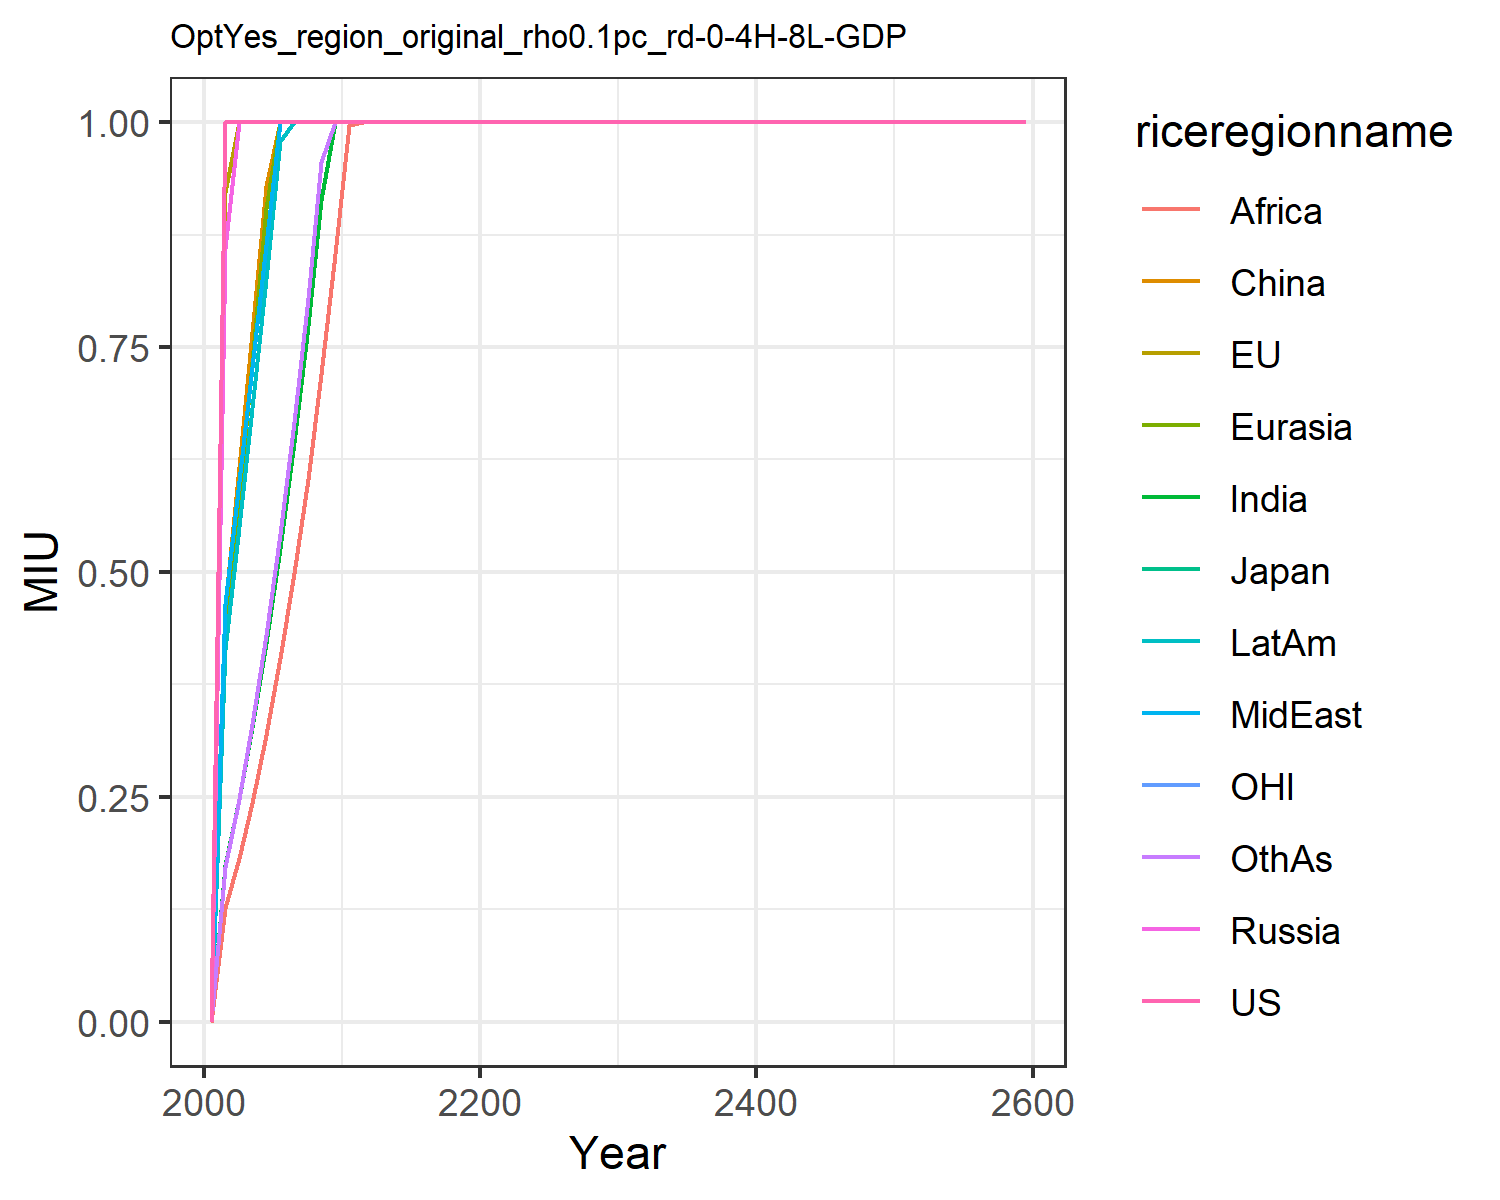 OptYes_region_original_rho0.1pc_rd-0-4H-8L-GDP
1.00
0.75
0.50
0.25
0.00
MIU
2000
2200
2400
2600
Year
riceregionname
Africa
China
EU
Eurasia
India
Japan
LatAm
MidEast
OHI
OthAs
Russia
US